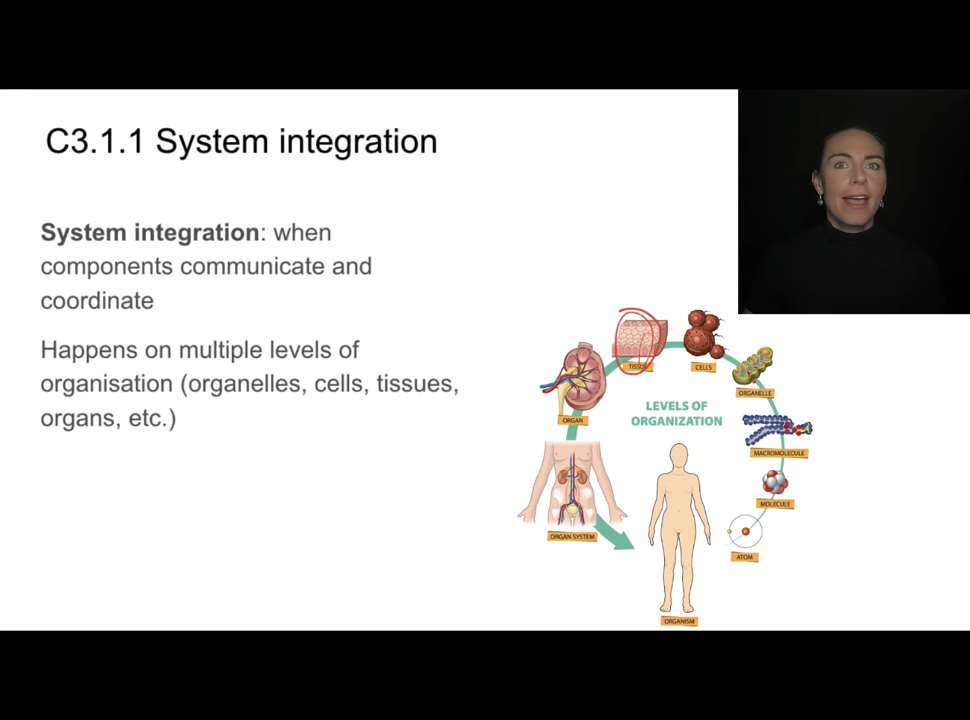 C3.1.1 System integration
System integration: when
components communicate and
coordinate
Happens on multiple levels of
organisation (organelles, cells, tissues,
organs, etc.)
LEVELS OF
ORGANIZATION
TISSUE
CELLS
ORGANELLE
MACROMOLECULE
MOLECULE
ATOM
ORGAN
ORGAN SYSTEM
ORGANISM